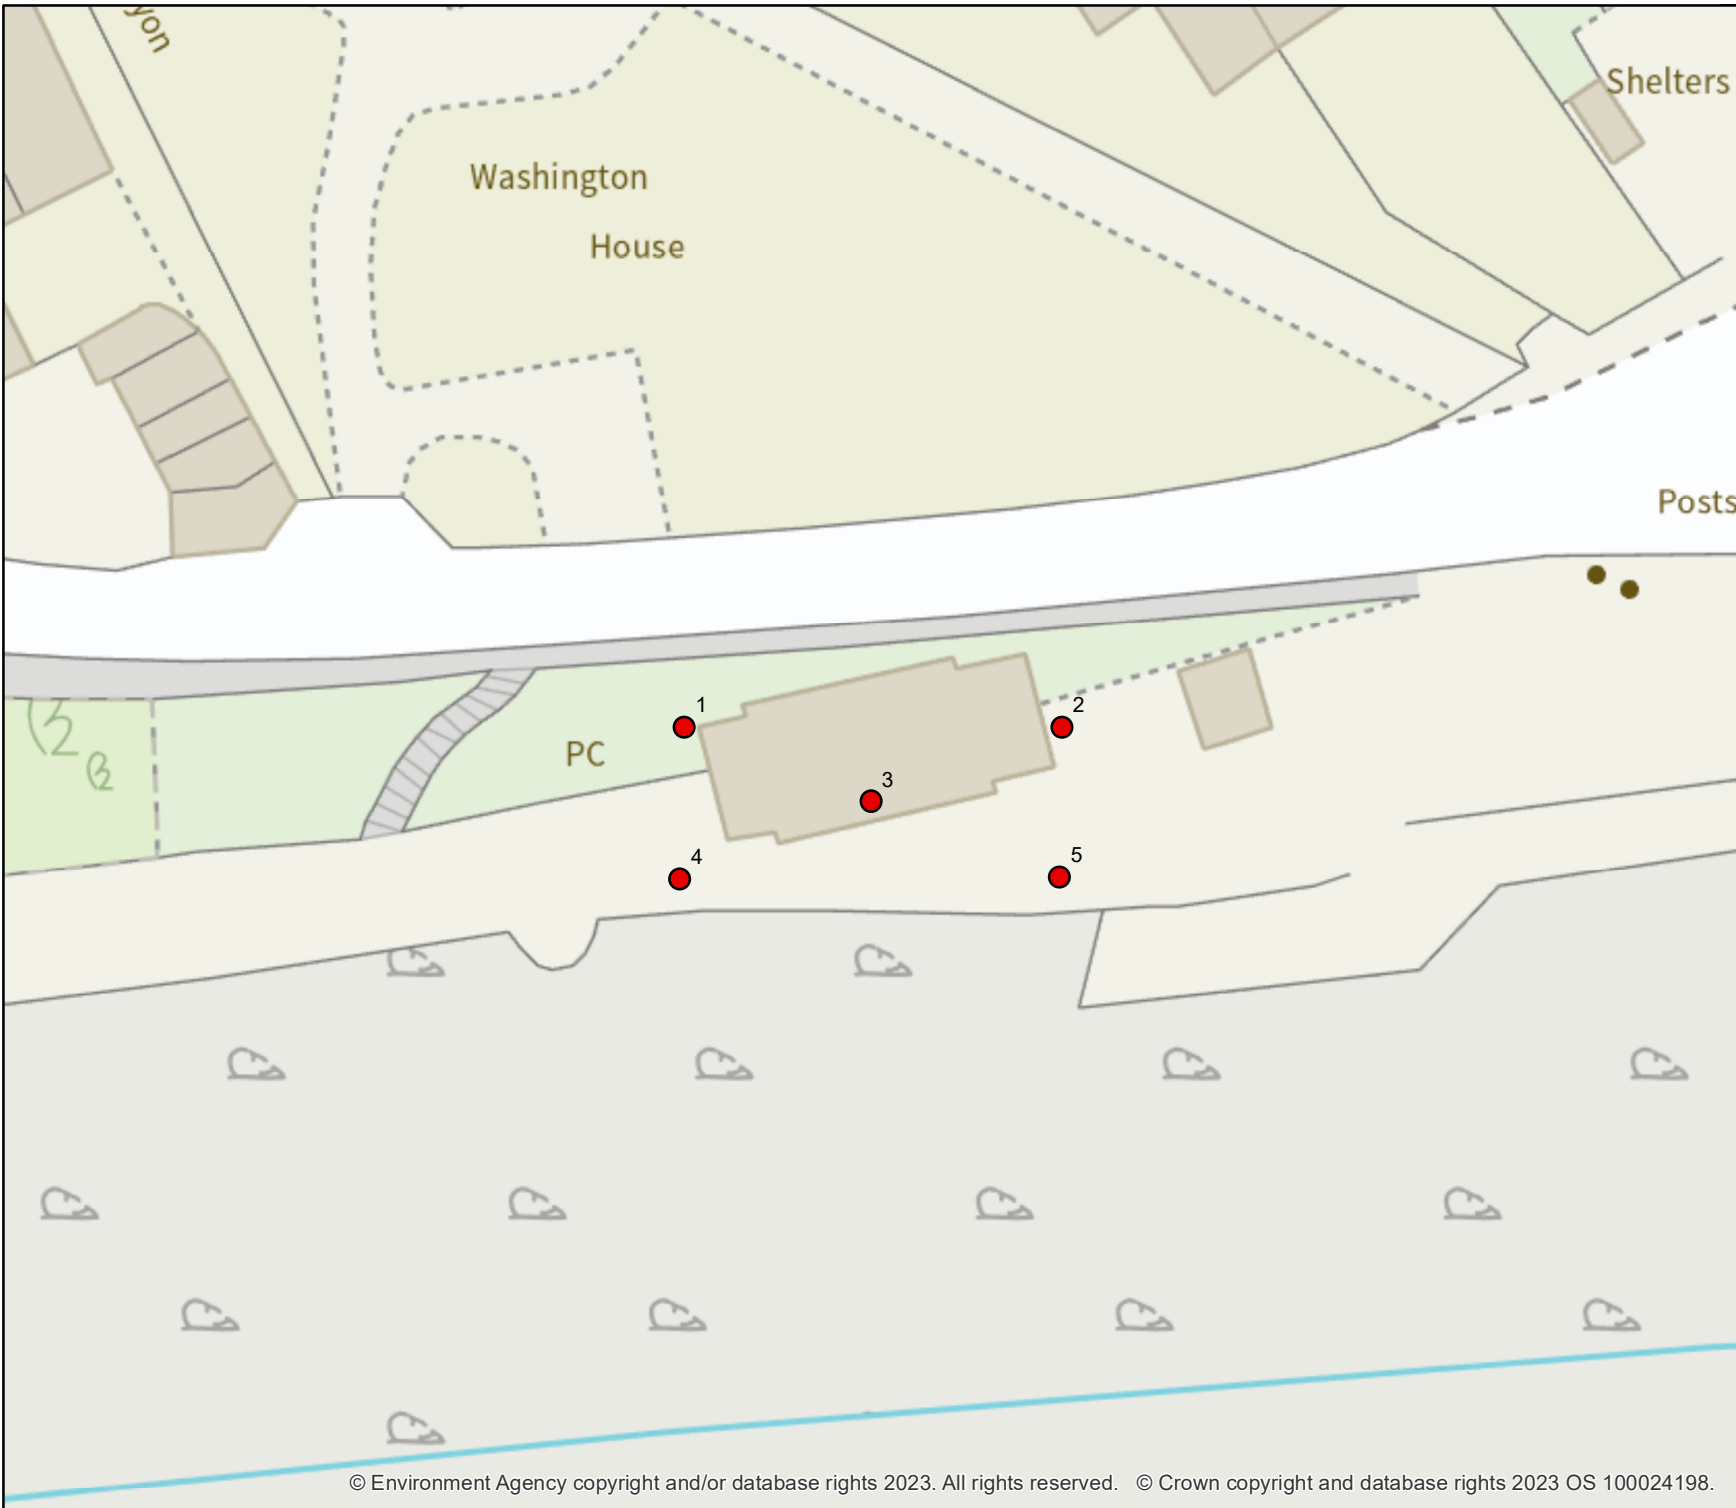 yon
Shelters
Washington
House
Posts
1
2
PC
3
4
5
© Environment Agency copyright and/or database rights 2023. All rights reserved. © Crown copyright and database rights 2023 OS 100024198.